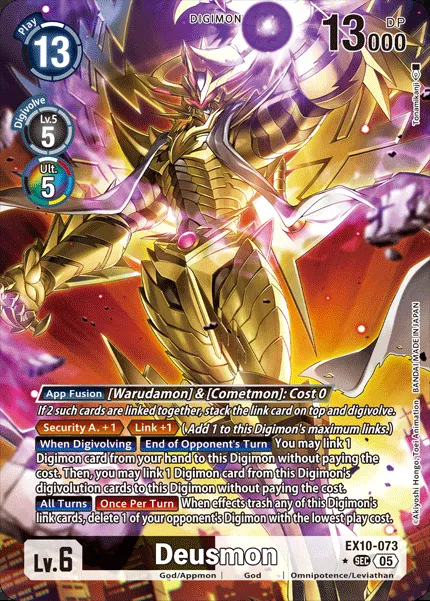 DIGIMON
Play
13
DP
13000
Digivolve
Lv.5
5
Ult.
5
Tonamikanji
App Fusion [Warudamon] & [Cometmon]: Cost 0
If 2 such cards are linked together, stack the link card on top and digivolve.
Security A. +1 Link +1 (Add 1 to this Digimon's maximum links.)
When Digivolving End of Opponent's Turn You may link 1
Digimon card from your hand to this Digimon without paying the
cost. Then, you may link 1 Digimon card from this Digimon's
digivolution cards to this Digimon without paying the cost.
All Turns Once Per Turn When effects trash any of this Digimon's
link cards, delete 1 of your opponent's Digimon with the lowest play cost.
©Akiyoshi Hongo, Toei Animation BANDAI MADE IN JAPAN
Lv.6
Deusmon
EX10-073
SEC 05
God/Appmon God Omnipotence/Leviathan